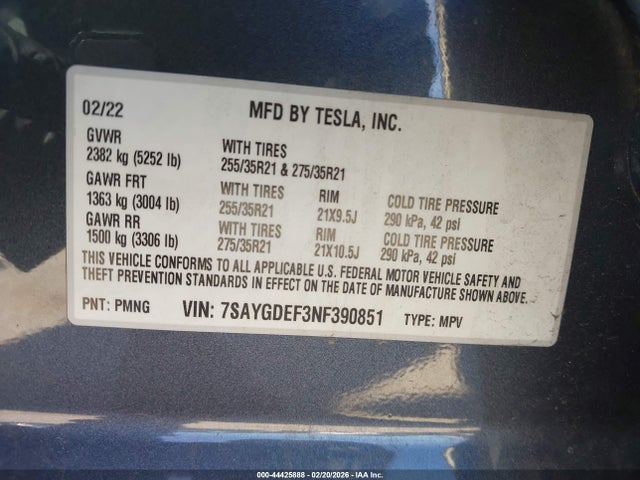 02/22 MFD BY TESLA, INC.
GVWR
2382 kg (5252 lb) WITH TIRES
255/35R21 & 275/35R21
GAWR FRT WITH TIRES RIM COLD TIRE PRESSURE
1363 kg (3004 lb) 255/35R21 21X9.5J 290 kPa, 42 psi
GAWR RR WITH TIRES RIM COLD TIRE PRESSURE
1500 kg (3306 lb) 275/35R21 21X10.5J 290 kPa, 42 psi
THIS VEHICLE CONFORMS TO ALL APPLICABLE U.S. FEDERAL MOTOR VEHICLE SAFETY AND
THEFT PREVENTION STANDARDS IN EFFECT ON THE DATE OF MANUFACTURE SHOWN ABOVE.
PNT: PMNG VIN: 7SAYGDEF3NF390851 TYPE: MPV
000-44425888 - 02/20/2026 - IAA Inc.